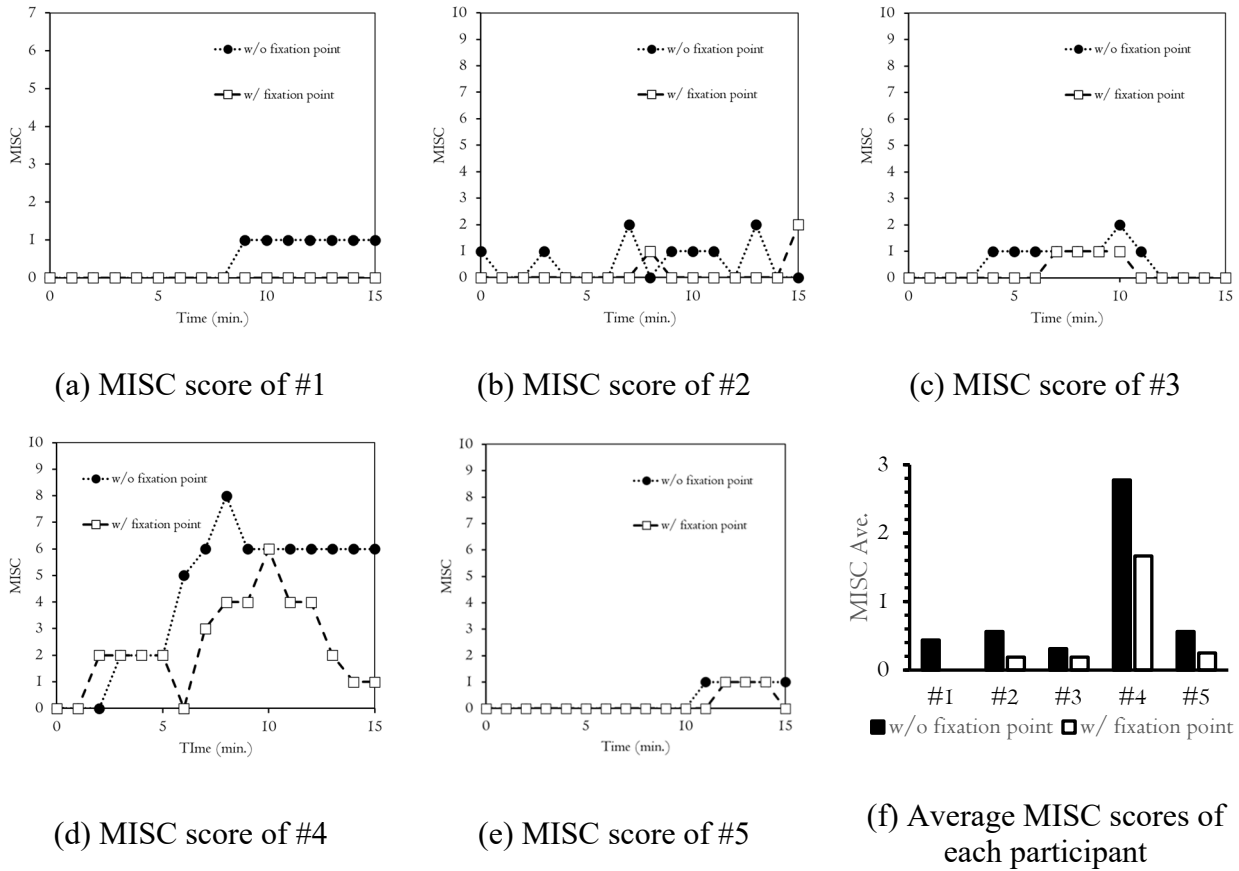 7
6
5
4
3
2
1
0
MISC
0 5 10 15
Time (min.)
w/o fixation point
w/ fixation point
(a) MISC score of #1
10
9
8
7
6
5
4
3
2
1
0
MISC
0 5 10 15
Time (min.)
w/o fixation point
w/ fixation point
(b) MISC score of #2
10
9
8
7
6
5
4
3
2
1
0
MISC
0 5 10 15
Time (min.)
w/o fixation point
w/ fixation point
(c) MISC score of #3
10
9
8
7
6
5
4
3
2
1
0
MISC
0 5 10 15
TIme (min.)
w/o fixation point
w/ fixation point
(d) MISC score of #4
10
9
8
7
6
5
4
3
2
1
0
MISC
0 5 10 15
Time (min.)
w/o fixation point
w/ fixation point
(e) MISC score of #5
3
2
1
0
MISC Ave.
#1 #2 #3 #4 #5
w/o fixation point w/ fixation point
(f) Average MISC scores of
each participant